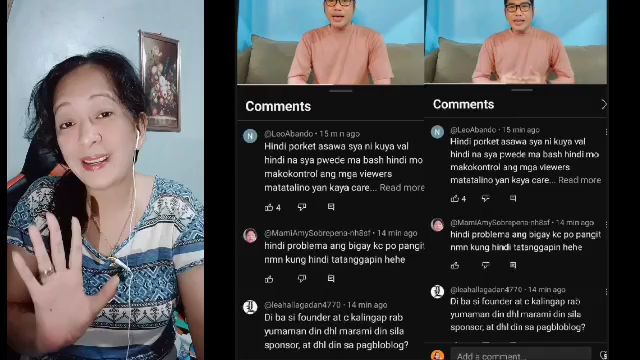 Comments
@LeoAbando · 15 min ago
Hindi porket asawa sya ni kuya val
hindi na sya pwede ma bash hindi mo
makokontrol ang mga viewers
matatalino yan kaya care... Read more
4
@MamiAmySobrepena-nh8sf · 14 min ago
hindi problema ang bigay kc po pangit
nmn kung hindi tatanggapin hehe
@leahallagadan4770 · 14 min ago
Di ba si founder at c kalingap rab
yumaman din dhl marami din sila
sponsor, at dhl din sa pagbloblog?
Comments
@LeoAbando · 15 min ago
Hindi porket asawa sya ni kuya val
hindi na sya pwede ma bash hindi mo
makokontrol ang mga viewers
matatalino yan kaya care... Read more
4
@MamiAmySobrepena-nh8sf · 14 min ago
hindi problema ang bigay kc po pangit
nmn kung hindi tatanggapin hehe
@leahallagadan4770 · 14 min ago
Di ba si founder at c kalingap rab
yumaman din dhl marami din sila
sponsor, at dhl din sa pagbloblog?
Add a comment...